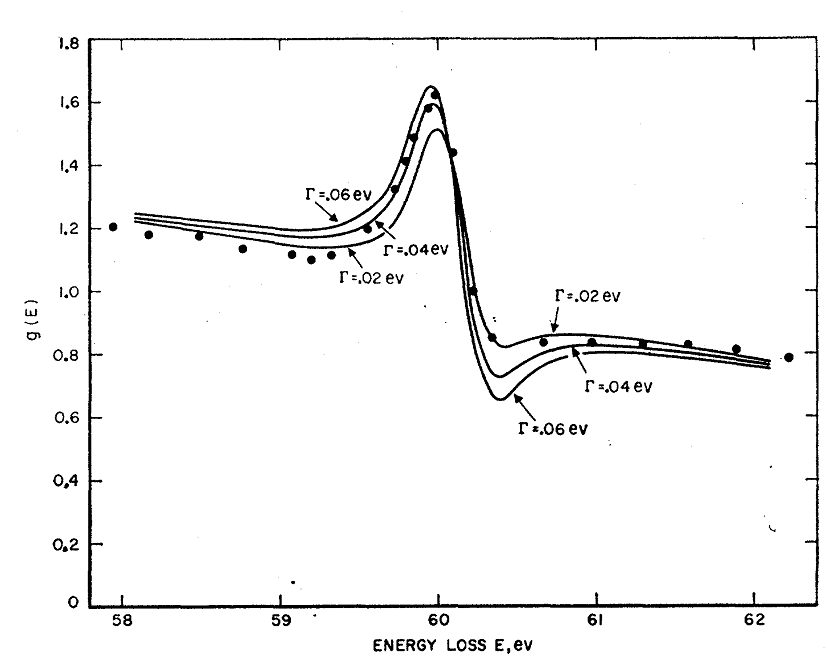 1.8
1.6
1.4
1.2
1.0
0.8
0.6
0.4
0.2
0
g(E)
Γ=.06 ev
Γ=.04 ev
Γ=.02 ev
Γ=.02 ev
Γ=.04 ev
Γ=.06 ev
58 59 60 61 62
ENERGY LOSS E, ev